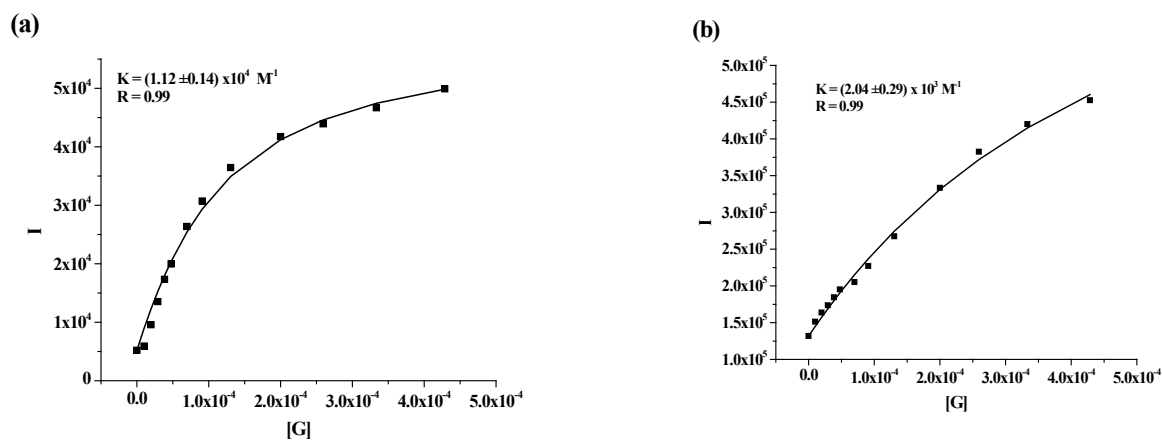 (a)
K = (1.12 ±0.14) x10⁴ M⁻¹
R = 0.99
5x10⁴
4x10⁴
3x10⁴
2x10⁴
1x10⁴
0
I
0.0 1.0x10⁻⁴ 2.0x10⁻⁴ 3.0x10⁻⁴ 4.0x10⁻⁴ 5.0x10⁻⁴
[G]
(b)
K = (2.04 ±0.29) x 10³ M⁻¹
R = 0.99
5.0x10⁵
4.5x10⁵
4.0x10⁵
3.5x10⁵
3.0x10⁵
2.5x10⁵
2.0x10⁵
1.5x10⁵
1.0x10⁵
I
0.0 1.0x10⁻⁴ 2.0x10⁻⁴ 3.0x10⁻⁴ 4.0x10⁻⁴ 5.0x10⁻⁴
[G]